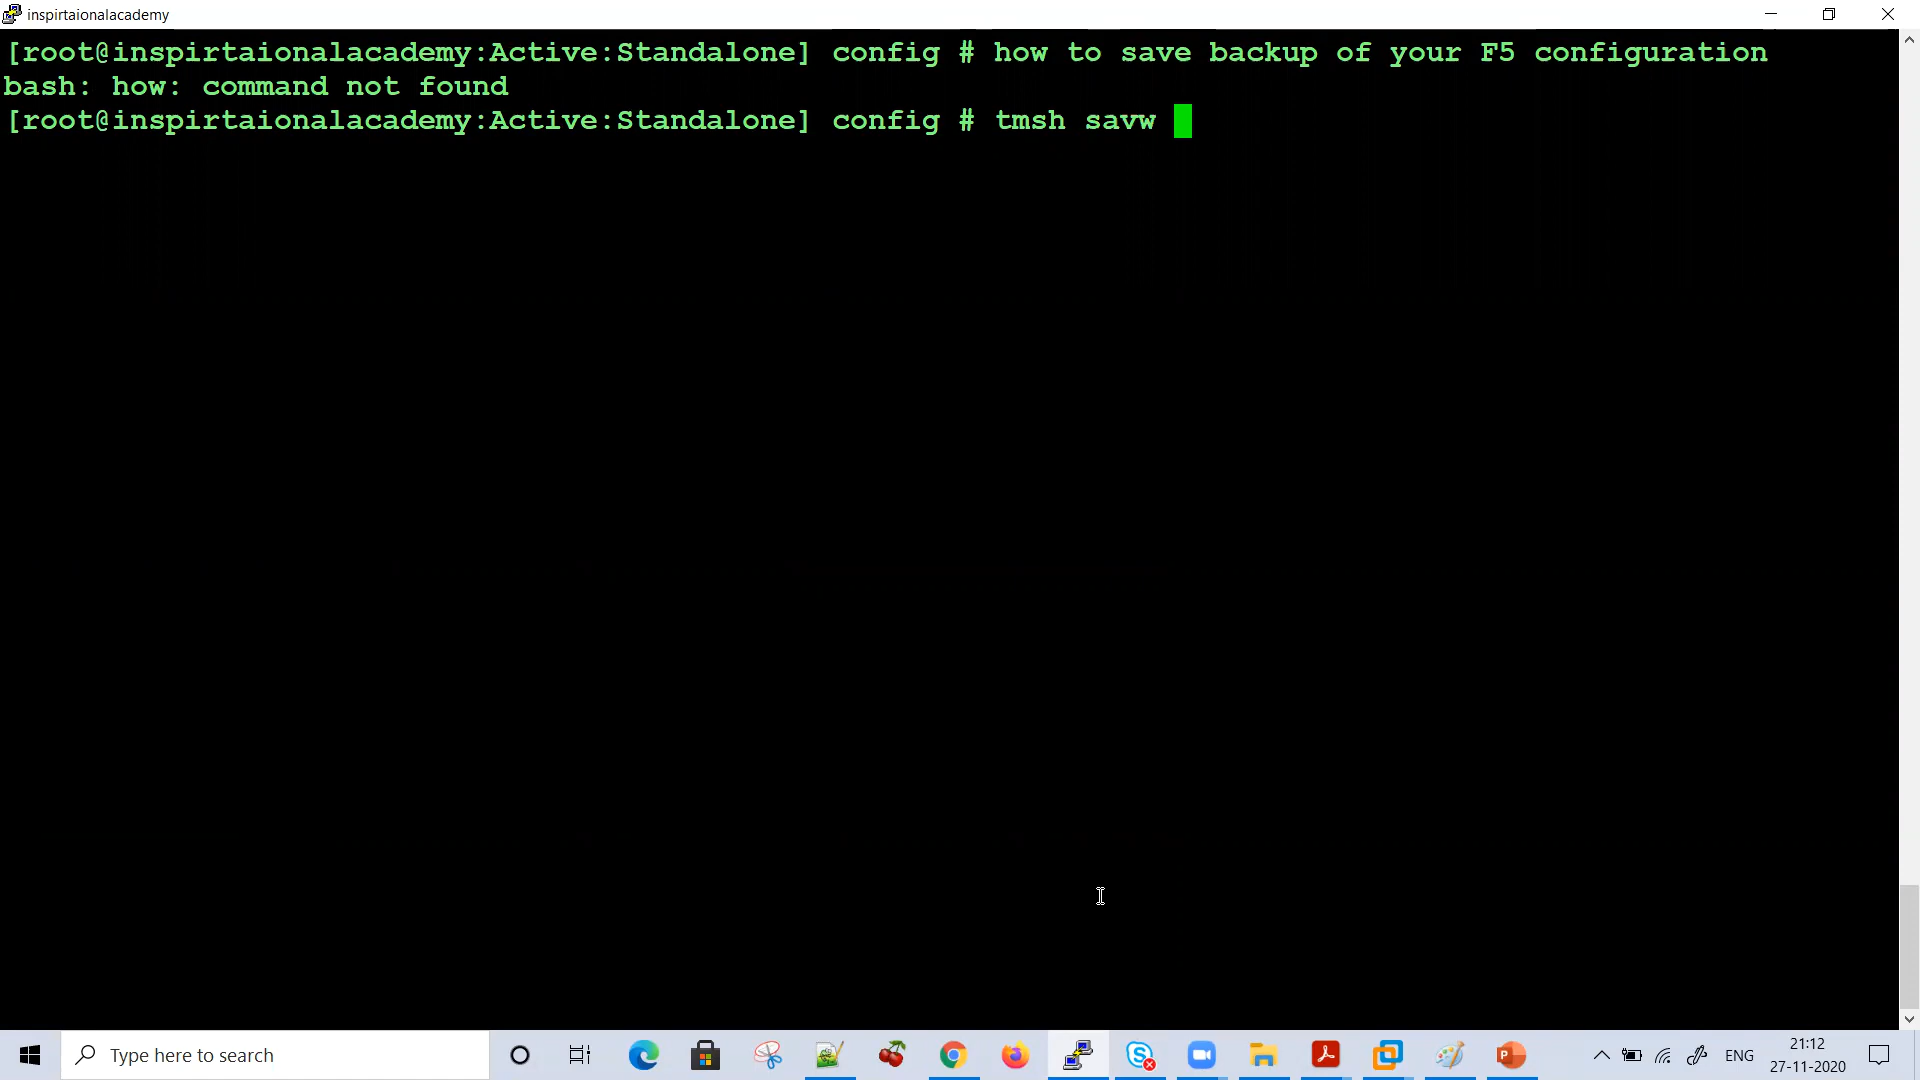 inspirtaionalacademy
[root@inspirtaionalacademy:Active:Standalone] config # how to save backup of your F5 configuration
bash: how: command not found
[root@inspirtaionalacademy:Active:Standalone] config # tmsh savw
Type here to search
ENG
21:12
27-11-2020